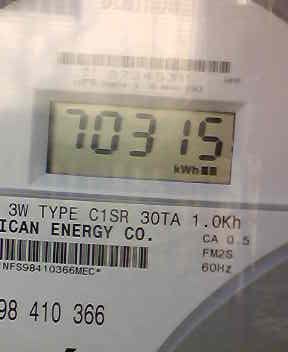 70315
kWh
3W TYPE C1SR 30TA 1.0Kh
ICAN ENERGY CO.
CA 0.5
FM2S
60Hz
*NFS98410366MEC*
98 410 366